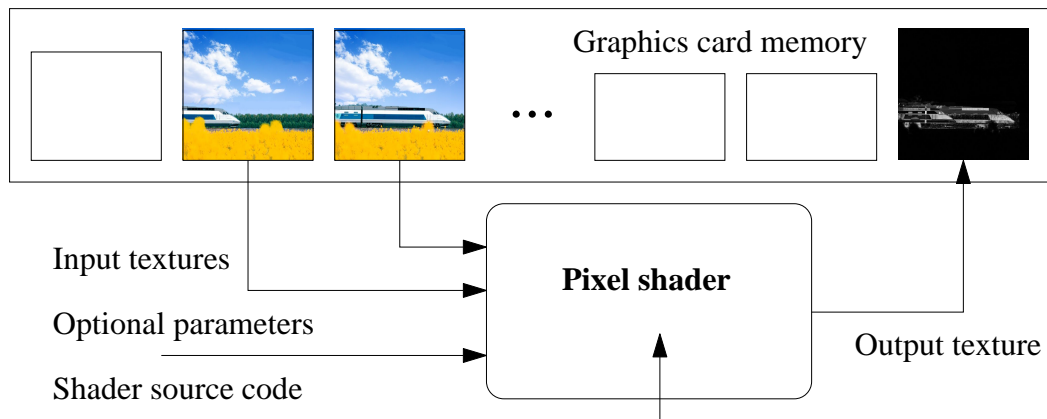 Graphics card memory
...
Input textures
Pixel shader
Optional parameters
Output texture
Shader source code